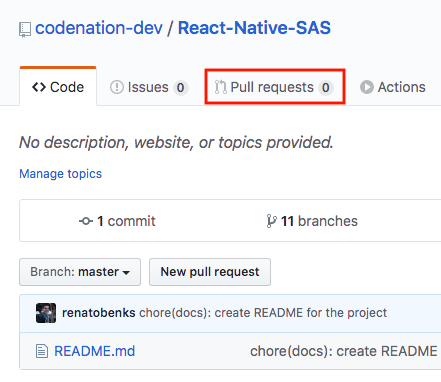 codenation-dev / React-Native-SAS
Code Issues 0 Pull requests 0 Actions
No description, website, or topics provided.
Manage topics
1 commit 11 branches
Branch: master New pull request
renatobenks chore(docs): create README for the project
README.md chore(docs): create README